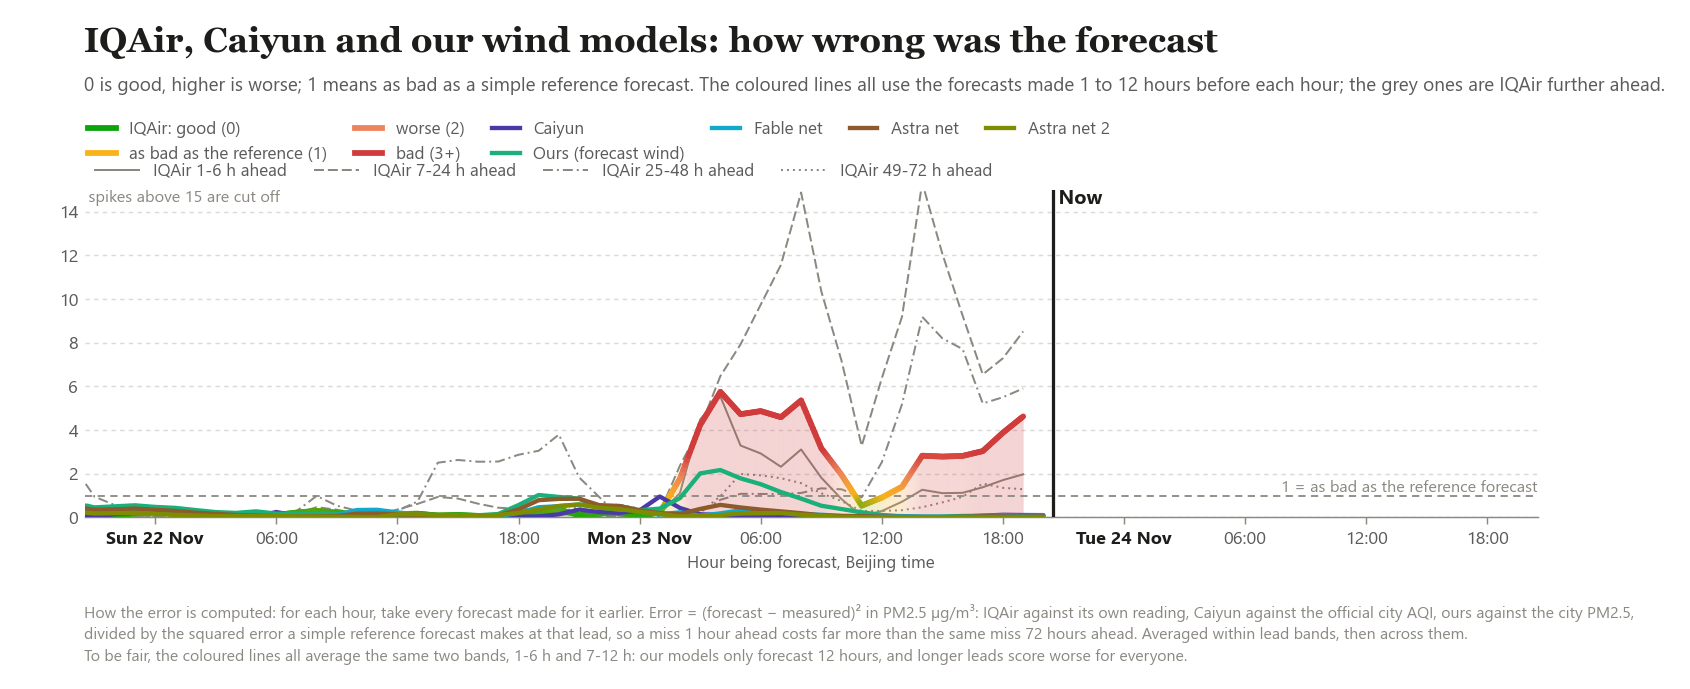 IQAir, Caiyun and our wind models: how wrong was the forecast
0 is good, higher is worse; 1 means as bad as a simple reference forecast. The coloured lines all use the forecasts made 1 to 12 hours before each hour; the grey ones are IQAir further ahead.
IQAir: good (0) worse (2) Caiyun Fable net Astra net Astra net 2
as bad as the reference (1) bad (3+) Ours (forecast wind)
IQAir 1-6 h ahead IQAir 7-24 h ahead IQAir 25-48 h ahead IQAir 49-72 h ahead
spikes above 15 are cut off
Now
14
12
10
8
6
4
2
1 = as bad as the reference forecast
0
Sun 22 Nov 06:00 12:00 18:00 Mon 23 Nov 06:00 12:00 18:00 Tue 24 Nov 06:00 12:00 18:00
Hour being forecast, Beijing time
How the error is computed: for each hour, take every forecast made for it earlier. Error = (forecast − measured)² in PM2.5 µg/m³: IQAir against its own reading, Caiyun against the official city AQI, ours against the city PM2.5,
divided by the squared error a simple reference forecast makes at that lead, so a miss 1 hour ahead costs far more than the same miss 72 hours ahead. Averaged within lead bands, then across them.
To be fair, the coloured lines all average the same two bands, 1-6 h and 7-12 h: our models only forecast 12 hours, and longer leads score worse for everyone.